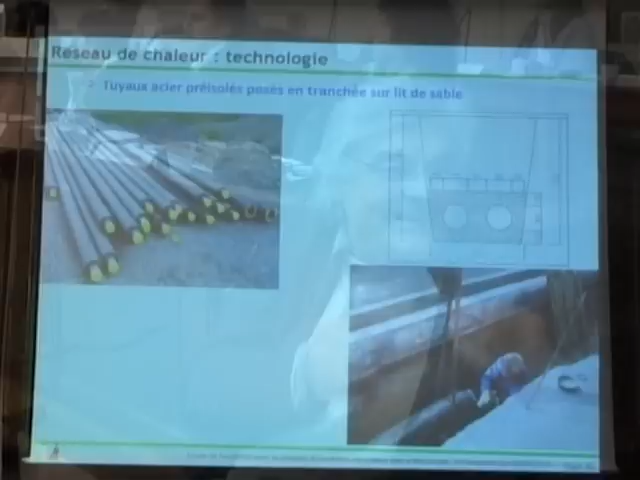 Réseau de chaleur : technologie
> Tuyaux acier préisolés posés en tranchée sur lit de sable